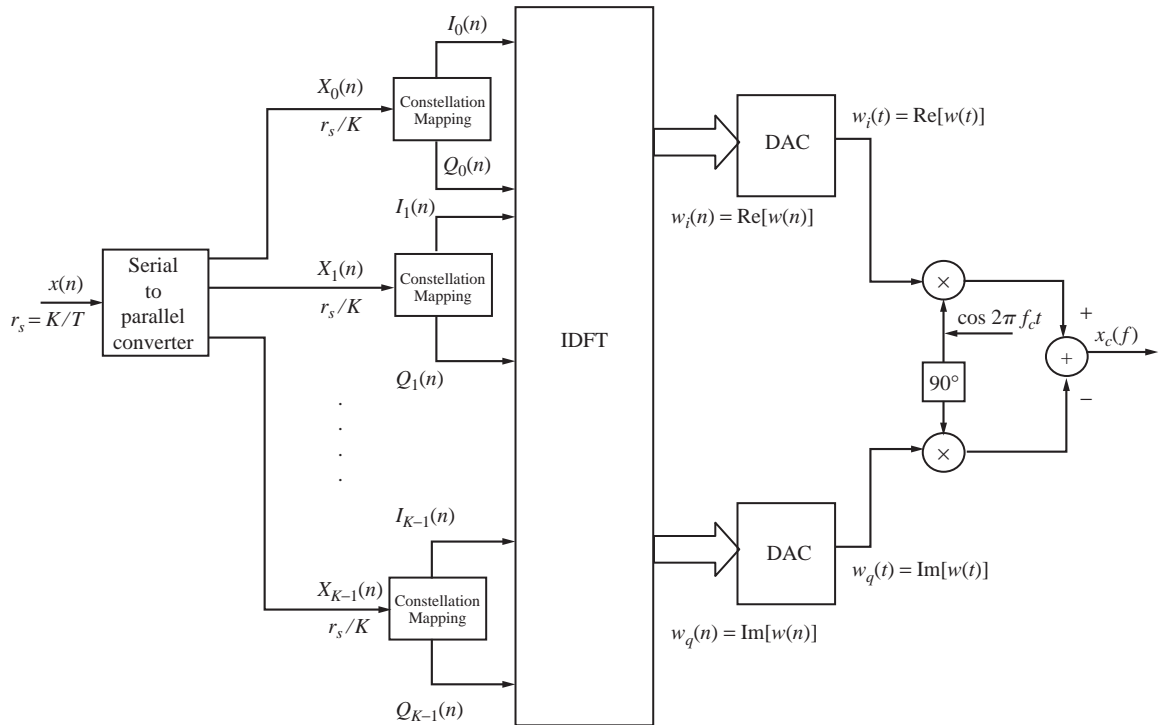 x(n)
r_s = K/T
Serial
to
parallel
converter
X_0(n)
r_s/K
Constellation
Mapping
I_0(n)
Q_0(n)
X_1(n)
r_s/K
Constellation
Mapping
I_1(n)
Q_1(n)
.
.
.
.
X_{K–1}(n)
r_s/K
Constellation
Mapping
I_{K–1}(n)
Q_{K–1}(n)
IDFT
w_i(n) = Re[w(n)]
DAC
w_i(t) = Re[w(t)]
w_q(n) = Im[w(n)]
DAC
w_q(t) = Im[w(t)]
×
cos 2π f_c t
90°
×
+
+
−
x_c(f)